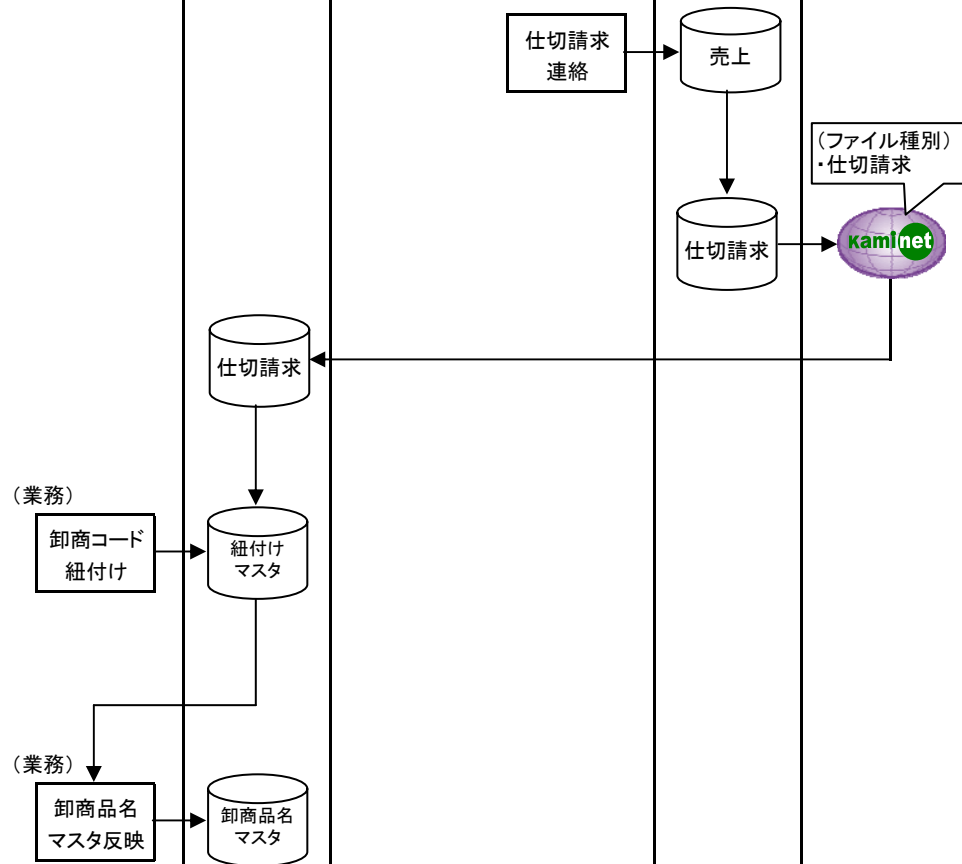 仕切請求
連絡
売上
(ファイル種別)
・仕切請求
仕切請求
kaminet
仕切請求
(業務)
卸商コード
紐付け
紐付け
マスタ
(業務)
卸商品名
マスタ反映
卸商品名
マスタ